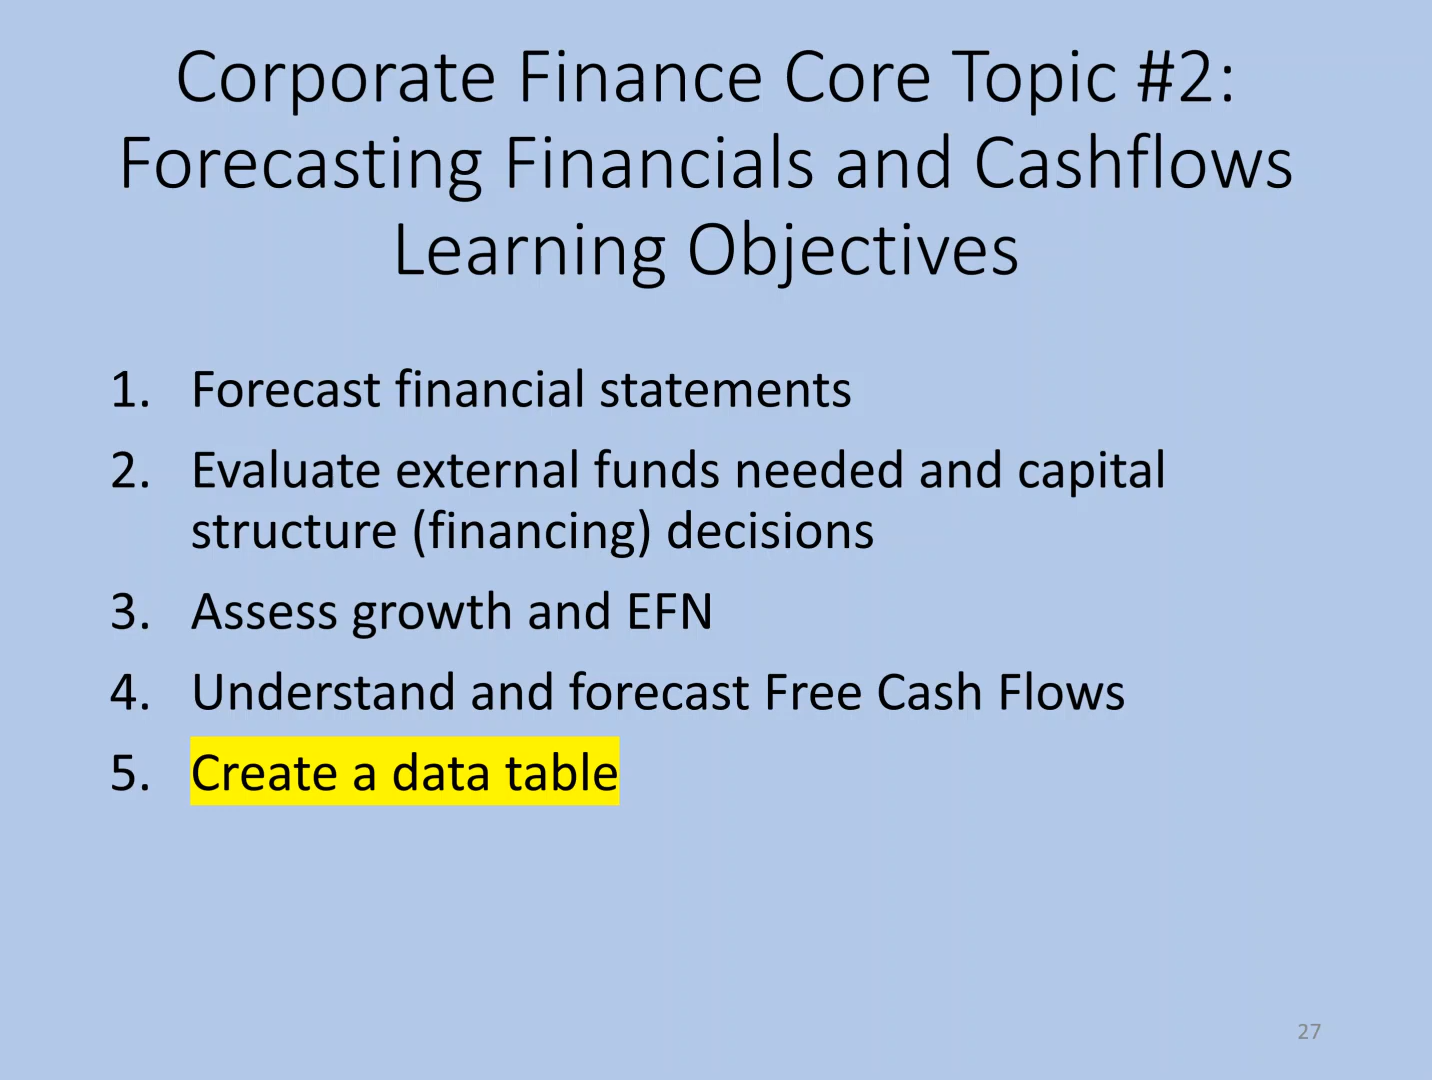 Corporate Finance Core Topic #2:
Forecasting Financials and Cashflows
Learning Objectives
1. Forecast financial statements
2. Evaluate external funds needed and capital
structure (financing) decisions
3. Assess growth and EFN
4. Understand and forecast Free Cash Flows
5. Create a data table
27